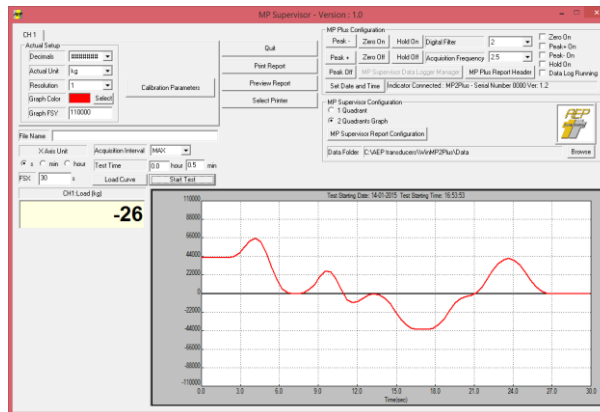 MP Supervisor - Version : 1.0
CH 1
Actual Setup
Decimals ########
Actual Unit kg
Resolution 1
Graph Color Select
Graph FSY 110000
Calibration Parameters
Quit
Print Report
Preview Report
Select Printer
MP Plus Configuration
Peak - Zero On Hold On Digital Filter 2
Peak + Zero Off Hold Off Acquisition Frequency 2.5
Peak Off MP Supervisor Data Logger Manager MP Plus Report Header
Set Date and Time Indicator Connected : MP2Plus - Serial Number 0000 Ver: 1.2
Zero On
Peak+ On
Peak- On
Hold On
Data Log Running
MP Supervisor Configuration
1 Quadrant
2 Quadrants Graph
MP Supervisor Report Configuration
AEP
Data Folder C:\AEP transducers\WinMP2Plus\Data Browse
File Name
X Axis Unit Acquisition Interval MAX
s min hour Test Time 0.0 hour 0.5 min
FSX 30 s Load Curve Start Test
CH1 Load [kg]
-26
Test Starting Date: 14-01-2015 Test Starting Time: 16:53:53
110000
88000
66000
44000
22000
0
-22000
-44000
-66000
-88000
-110000
0.0 3.0 6.0 9.0 12.0 15.0 18.0 21.0 24.0 27.0 30.0
Time(sec)